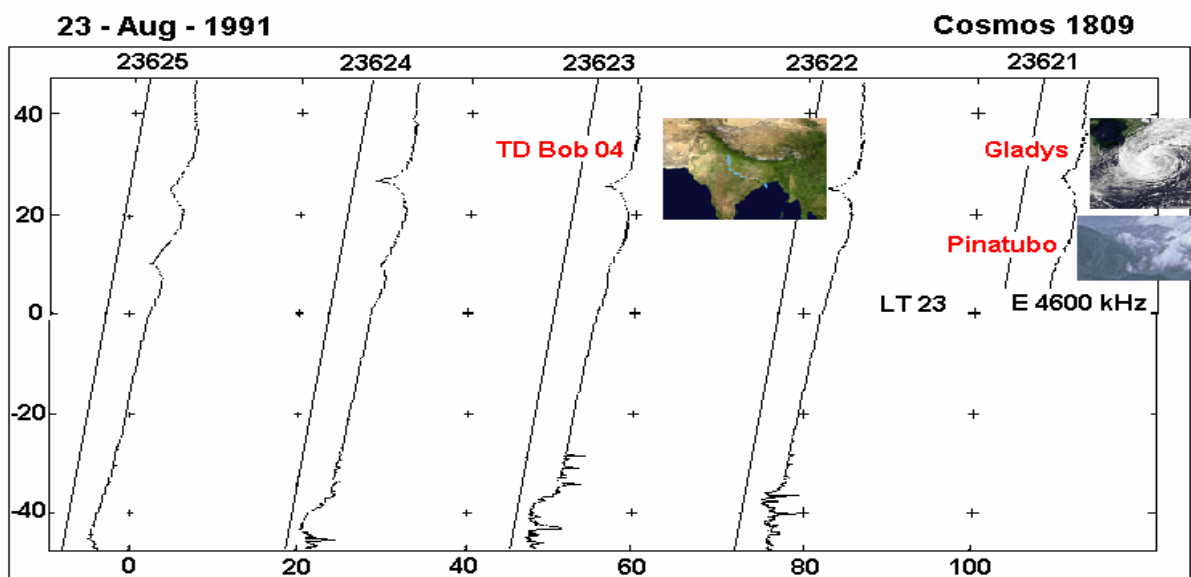 23 - Aug - 1991 Cosmos 1809
23625 23624 23623 23622 23621
40
TD Bob 04 Gladys
20
Pinatubo
0 LT 23 E 4600 kHz
-20
-40
0 20 40 60 80 100